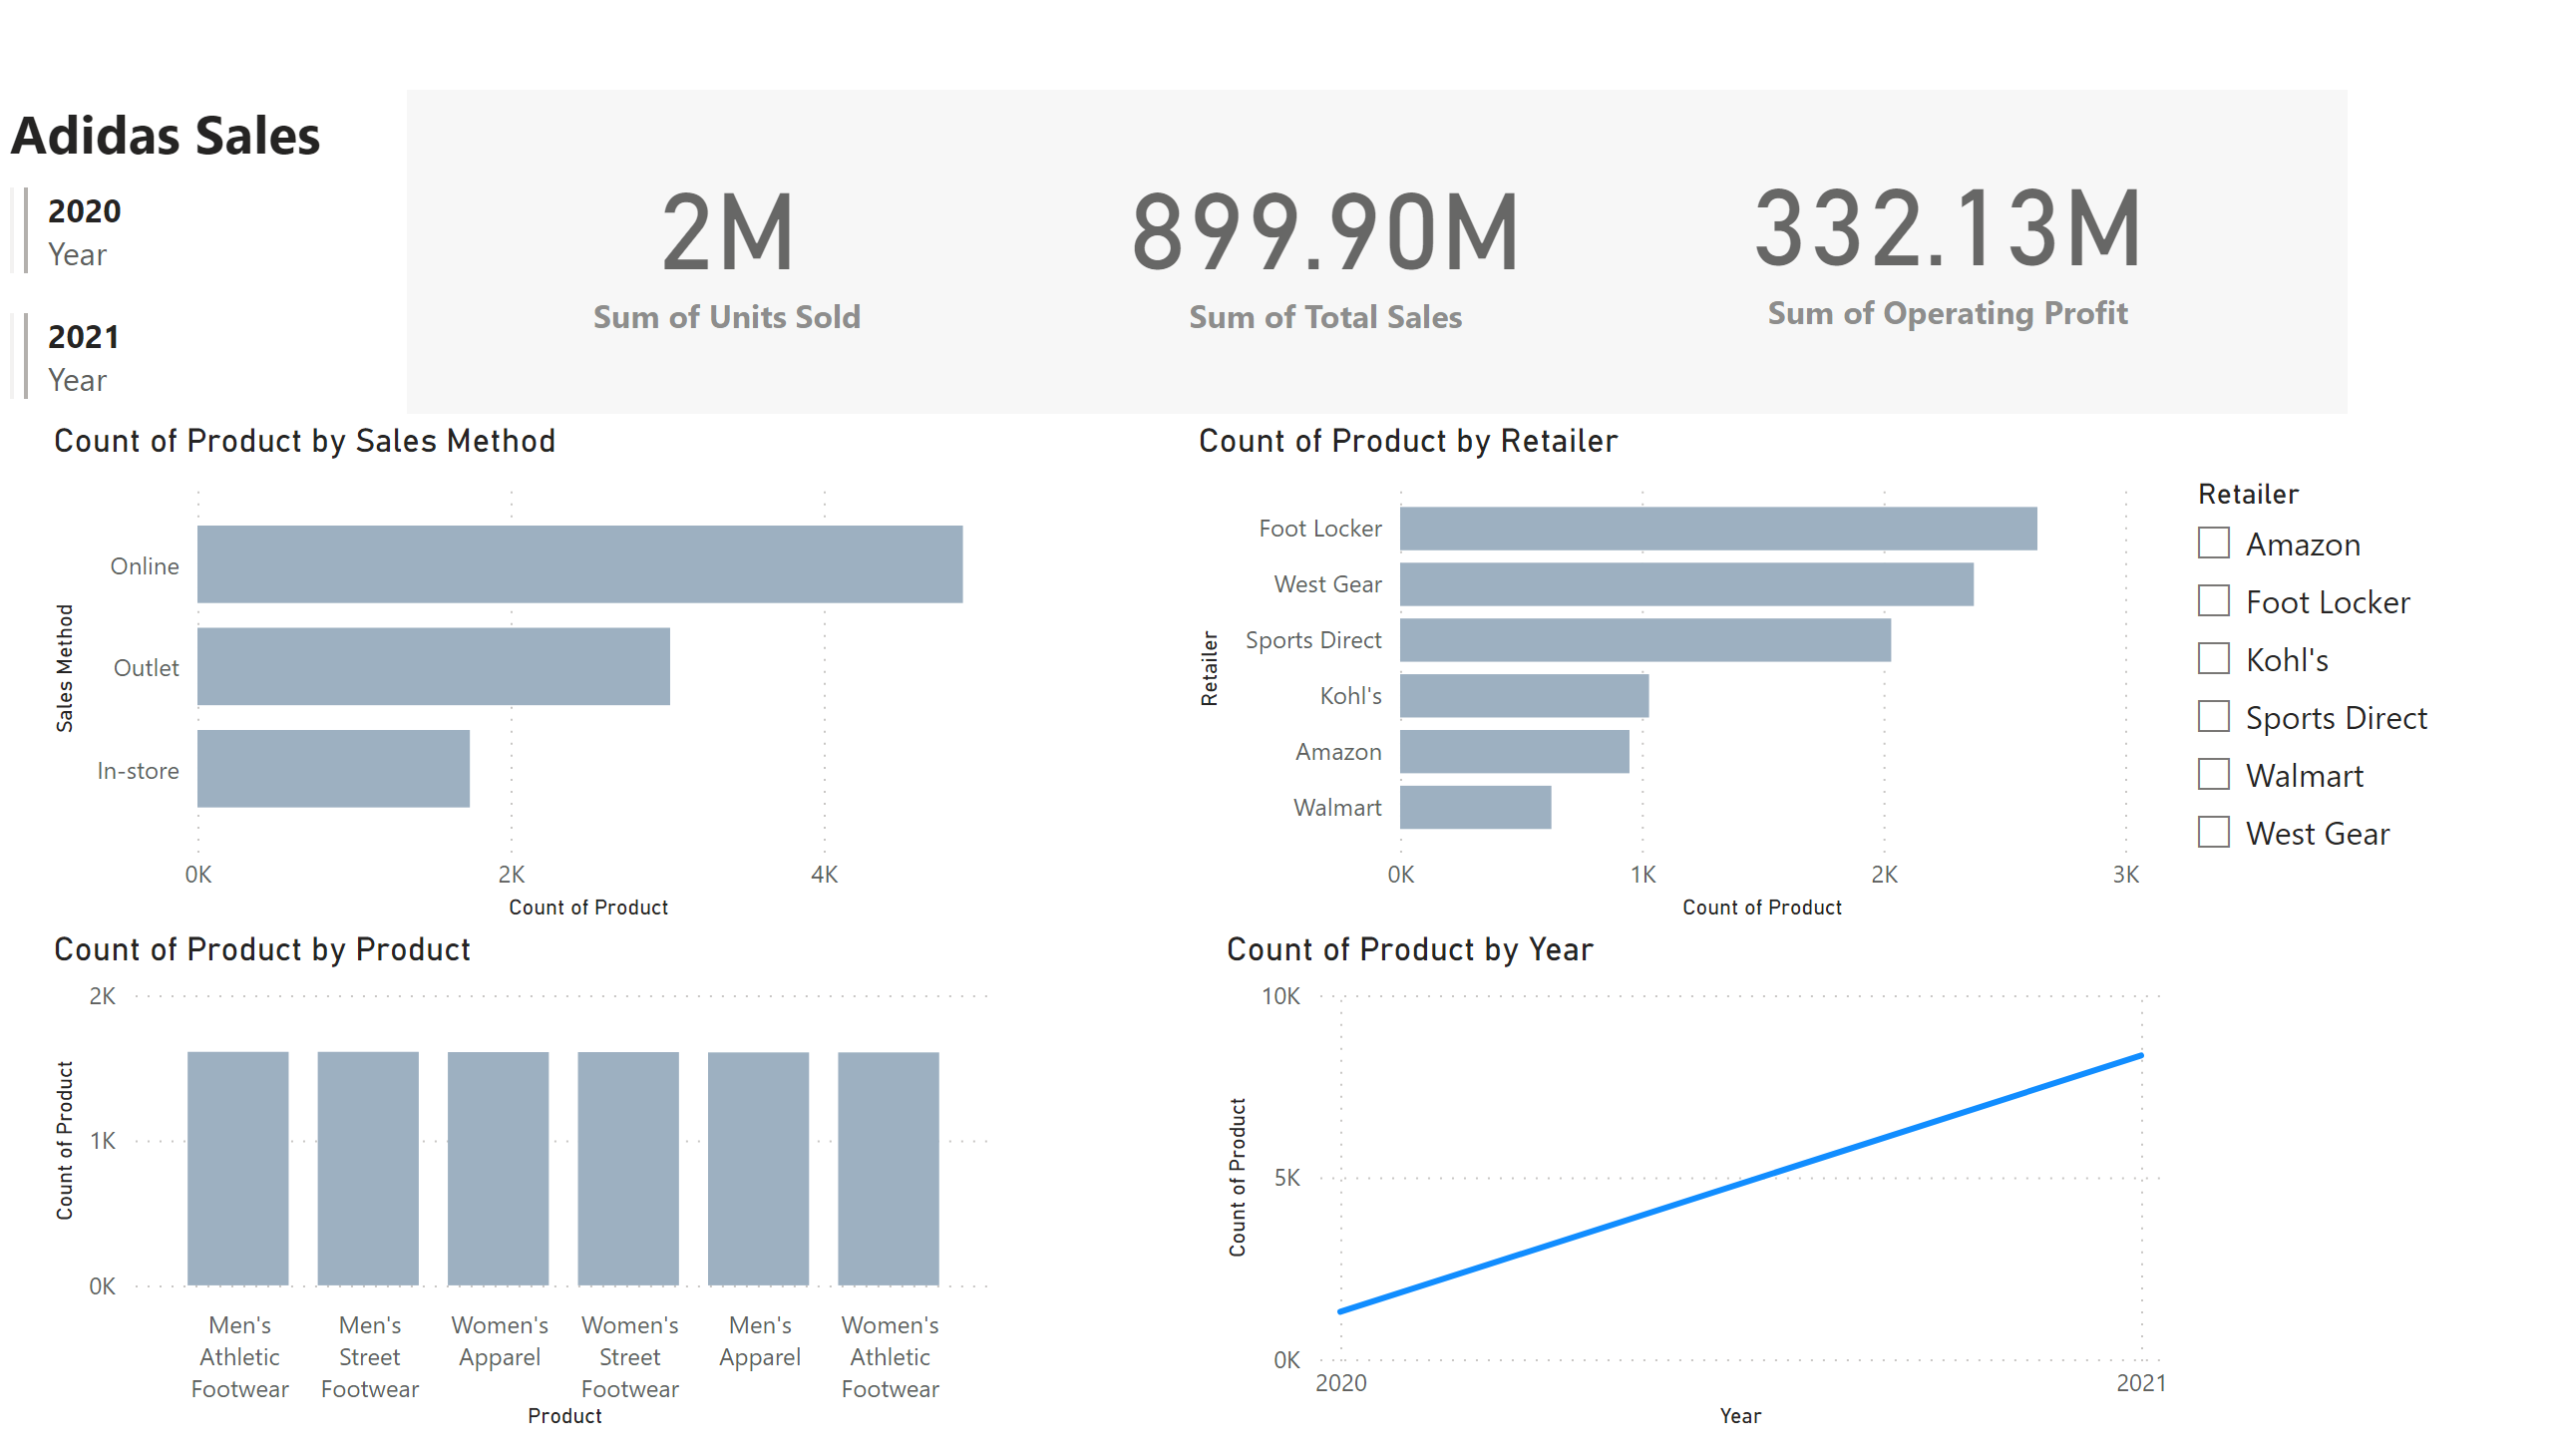 Adidas Sales
2020
Year
2021
Year
2M
Sum of Units Sold
899.90M
Sum of Total Sales
332.13M
Sum of Operating Profit
Count of Product by Sales Method
Sales Method
Online
Outlet
In-store
0K 2K 4K
Count of Product
Count of Product by Retailer
Retailer
Foot Locker
West Gear
Sports Direct
Kohl's
Amazon
Walmart
0K 1K 2K 3K
Count of Product
Retailer
Amazon
Foot Locker
Kohl's
Sports Direct
Walmart
West Gear
Count of Product by Product
Count of Product
2K
1K
0K
Men's Athletic Footwear
Men's Street Footwear
Women's Apparel
Women's Street Footwear
Men's Apparel
Women's Athletic Footwear
Product
Count of Product by Year
Count of Product
10K
5K
0K
2020 2021
Year